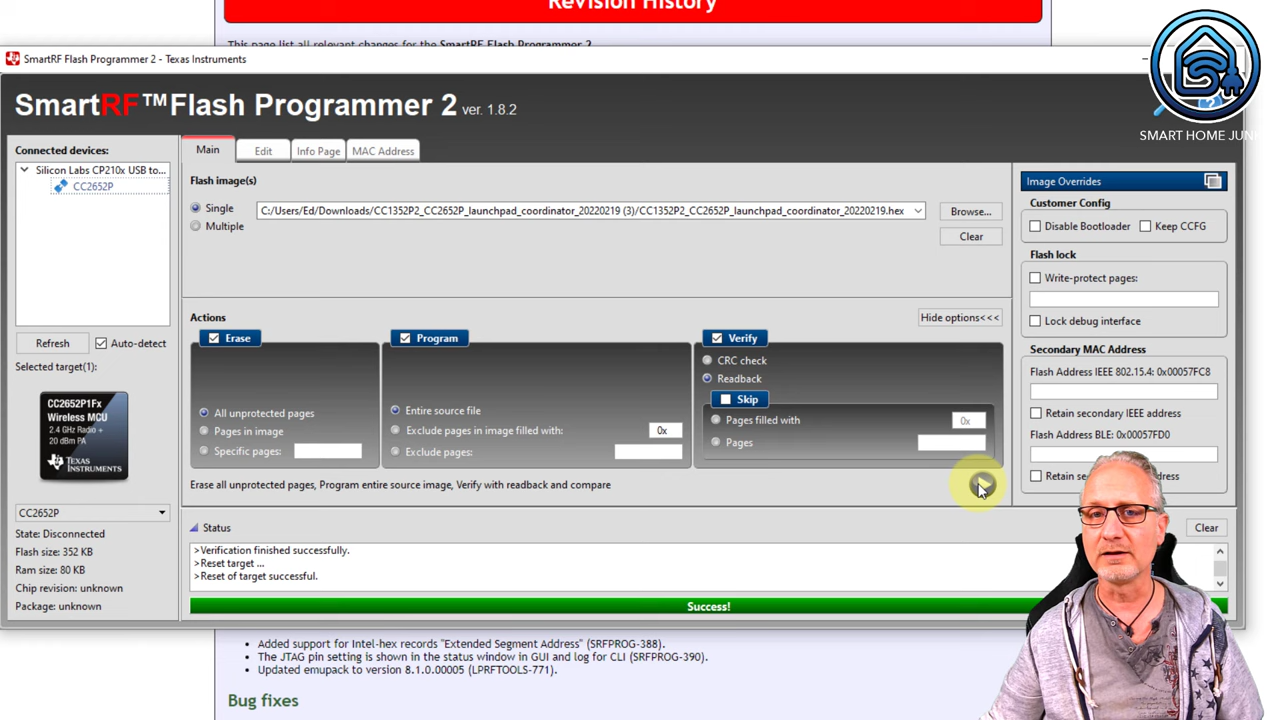 Revision History
This page list all relevant changes for the SmartRF Flash Programmer 2
SmartRF Flash Programmer 2 - Texas Instruments
SmartRF™Flash Programmer 2 ver. 1.8.2
SMART HOME JUN
Connected devices:
Silicon Labs CP210x USB to...
CC2652P
Refresh
Auto-detect
Selected target(1):
CC2652P1Fx
Wireless MCU
2.4 GHz Radio +
20 dBm PA
TEXAS
INSTRUMENTS
CC2652P
State: Disconnected
Flash size: 352 KB
Ram size: 80 KB
Chip revision: unknown
Package: unknown
Main
Edit
Info Page
MAC Address
Flash image(s)
Single
C:/Users/Ed/Downloads/CC1352P2_CC2652P_launchpad_coordinator_20220219 (3)/CC1352P2_CC2652P_launchpad_coordinator_20220219.hex
Browse...
Multiple
Clear
Actions
Hide options<<<
Erase
All unprotected pages
Pages in image
Specific pages:
Program
Entire source file
Exclude pages in image filled with:
0x
Exclude pages:
Verify
CRC check
Readback
Skip
Pages filled with
0x
Pages
Erase all unprotected pages, Program entire source image, Verify with readback and compare
Image Overrides
Customer Config
Disable Bootloader
Keep CCFG
Flash lock
Write-protect pages:
Lock debug interface
Secondary MAC Address
Flash Address IEEE 802.15.4: 0x00057FC8
Retain secondary IEEE address
Flash Address BLE: 0x00057FD0
Retain se
dress
Status
Clear
>Verification finished successfully.
>Reset target ...
>Reset of target successful.
Success!
• Added support for Intel-hex records "Extended Segment Address" (SRFPROG-388).
• The JTAG pin setting is shown in the status window in GUI and log for CLI (SRFPROG-390).
• Updated emupack to version 8.1.0.00005 (LPRFTOOLS-771).
Bug fixes